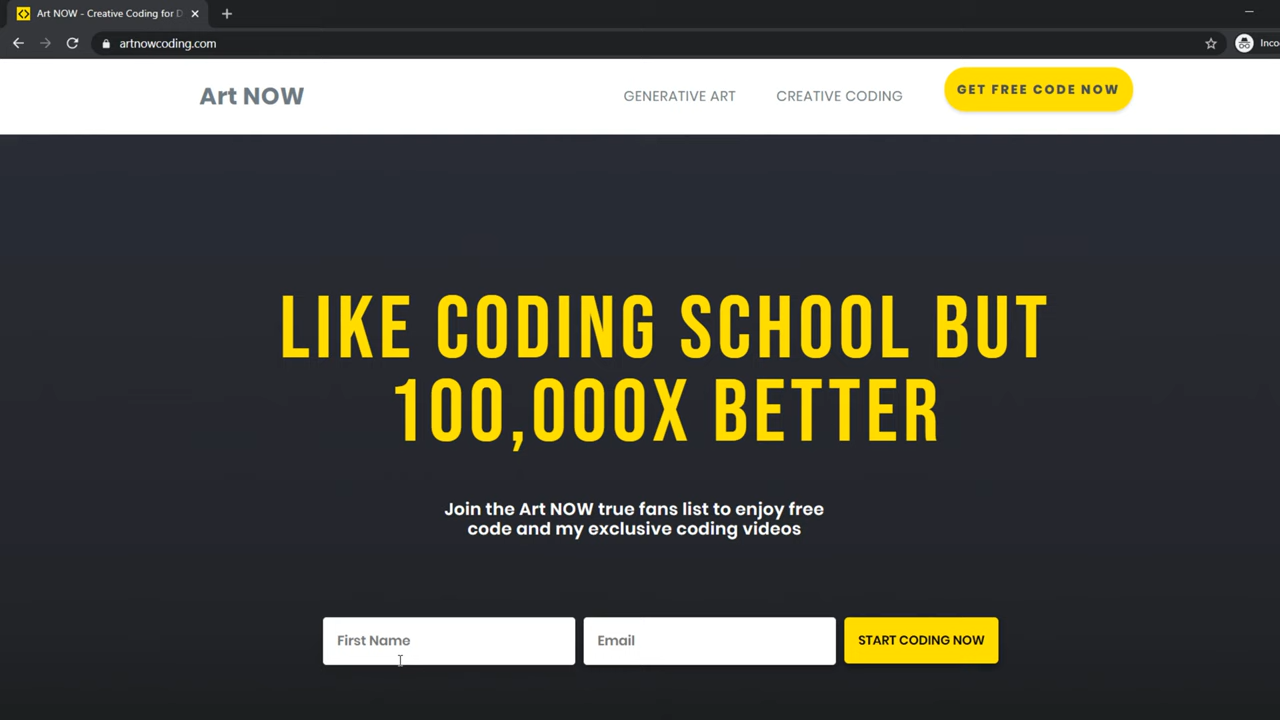 Art NOW - Creative Coding for D
artnowcoding.com
Art NOW
GENERATIVE ART
CREATIVE CODING
GET FREE CODE NOW
LIKE CODING SCHOOL BUT
100,000X BETTER
Join the Art NOW true fans list to enjoy free
code and my exclusive coding videos
First Name
Email
START CODING NOW